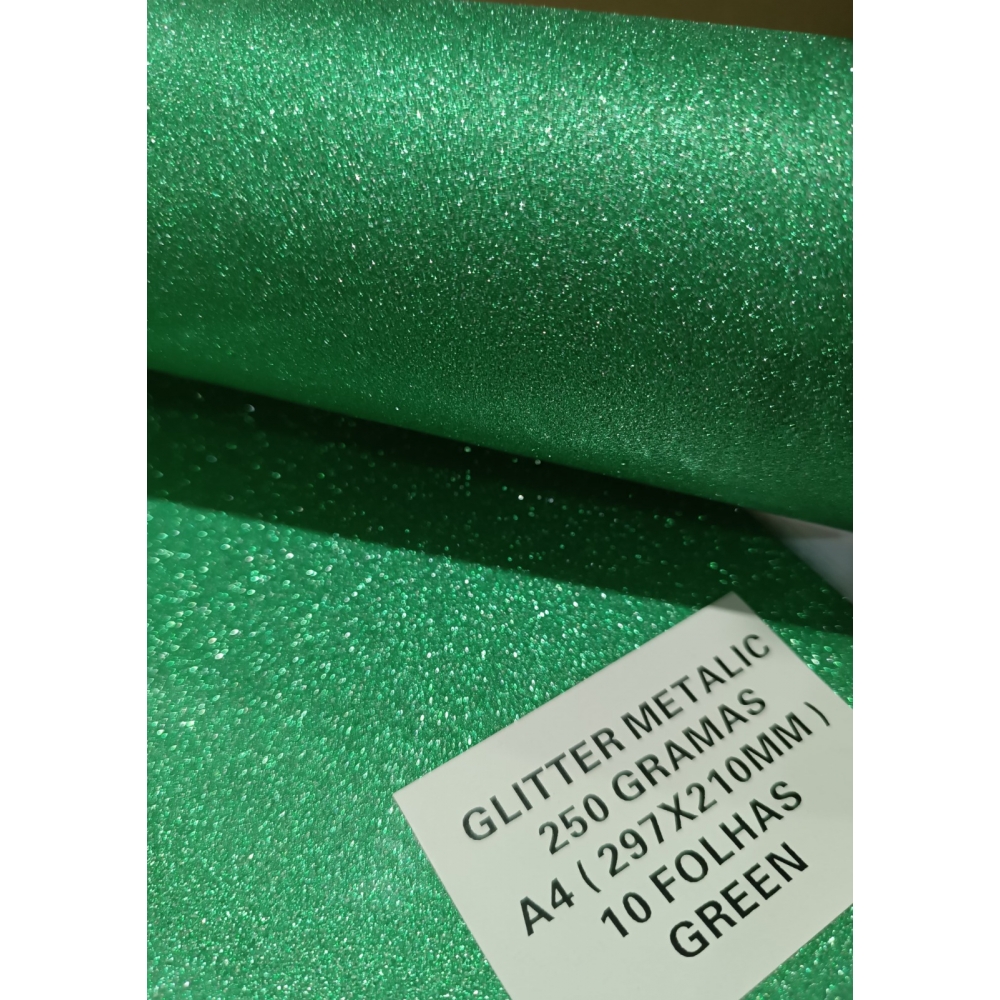 GLITTER METALIC
250 GRAMAS
A4 ( 297X210MM )
10 FOLHAS
GREEN